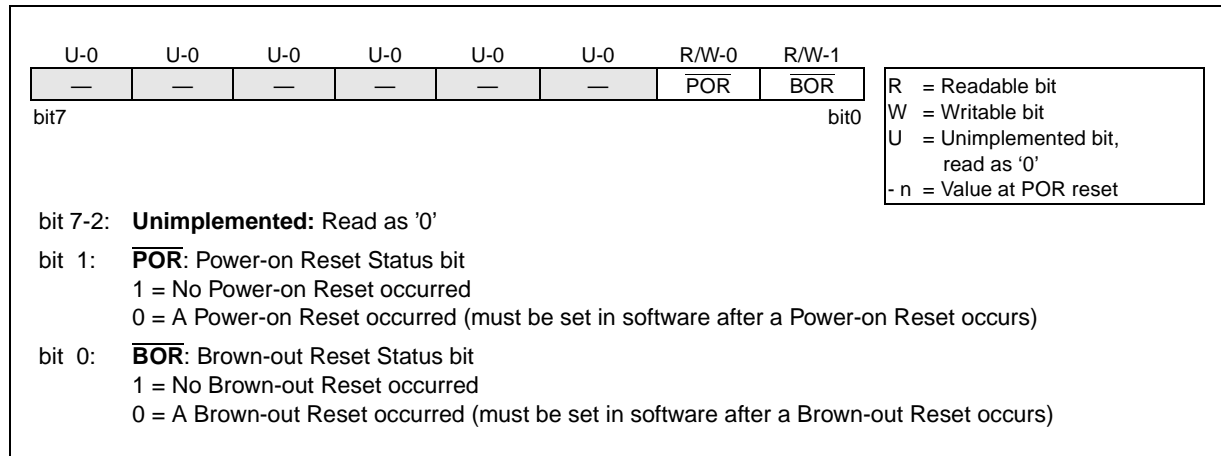 U-0 U-0 U-0 U-0 U-0 U-0 R/W-0 R/W-1
— — — — — — P̅O̅R̅ B̅O̅R̅
bit7 bit0
R = Readable bit
W = Writable bit
U = Unimplemented bit,
read as ‘0’
- n = Value at POR reset
bit 7-2: Unimplemented: Read as '0'
bit 1: P̅O̅R̅: Power-on Reset Status bit
1 = No Power-on Reset occurred
0 = A Power-on Reset occurred (must be set in software after a Power-on Reset occurs)
bit 0: B̅O̅R̅: Brown-out Reset Status bit
1 = No Brown-out Reset occurred
0 = A Brown-out Reset occurred (must be set in software after a Brown-out Reset occurs)